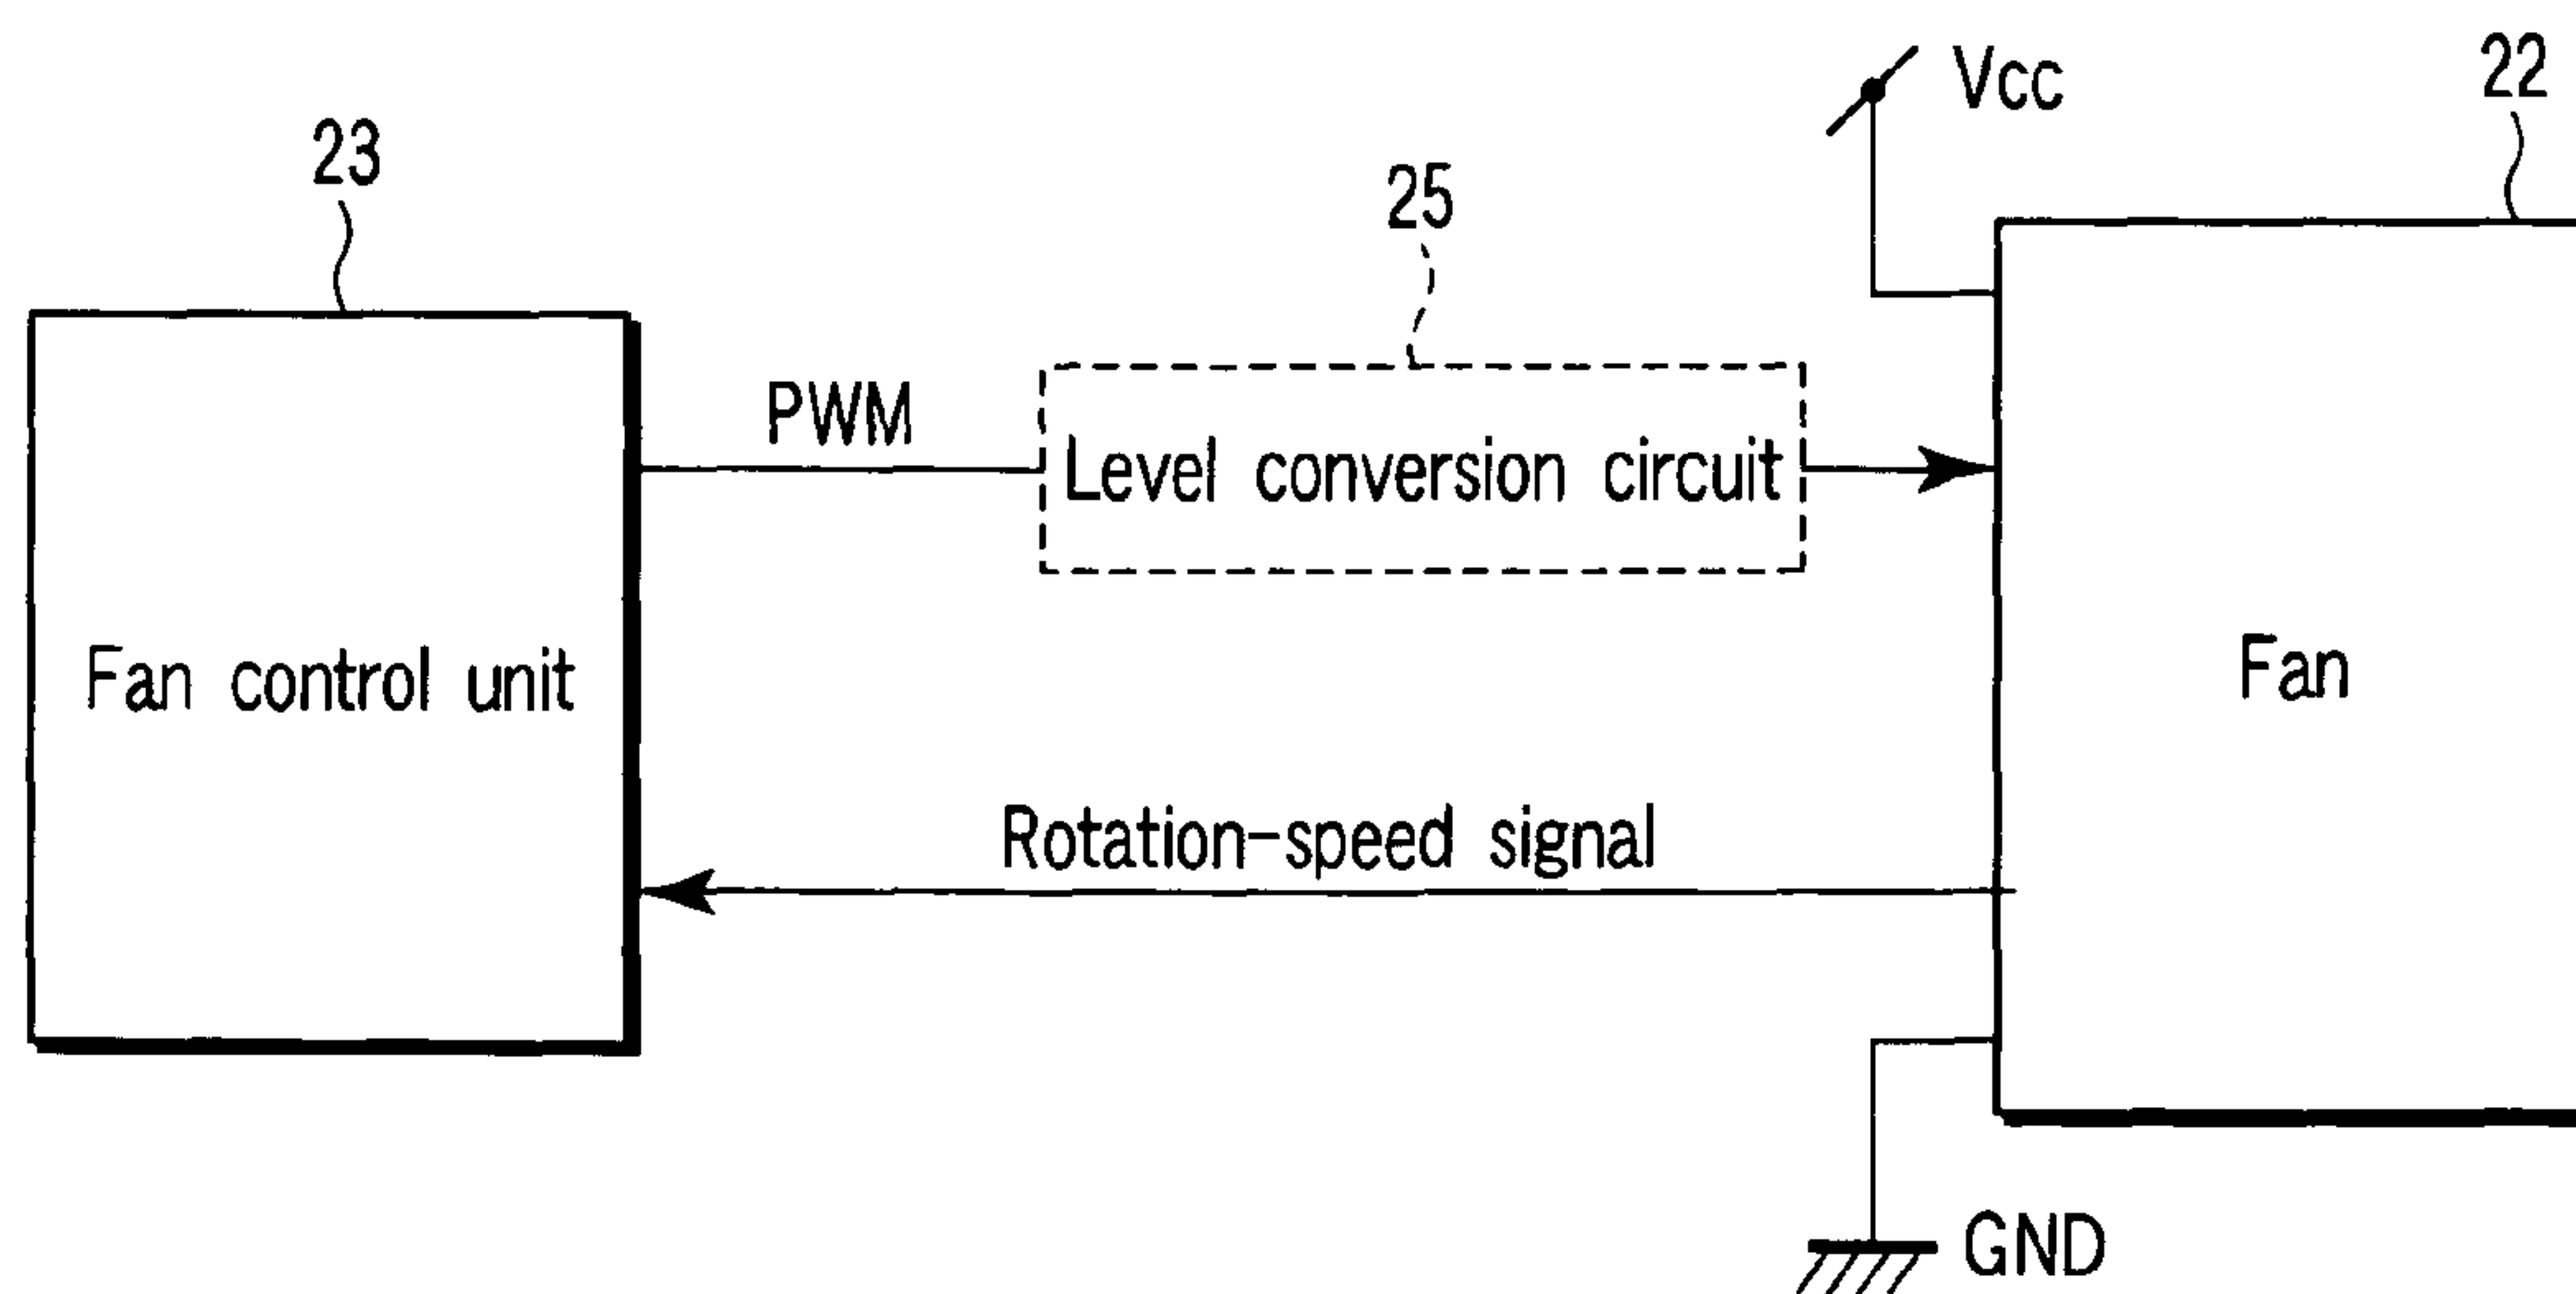 Vcc
22
23
25
PWM
Level conversion circuit
Fan control unit
Fan
Rotation-speed signal
GND